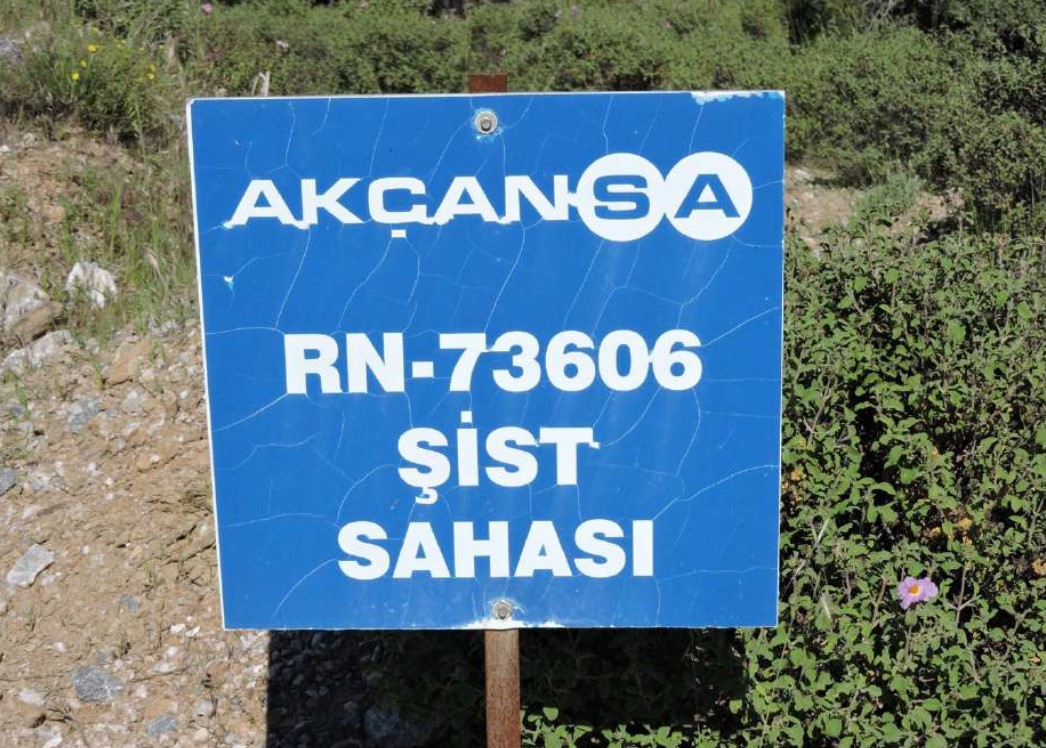 AKÇANSA
RN-73606
ŞİST
SAHASI